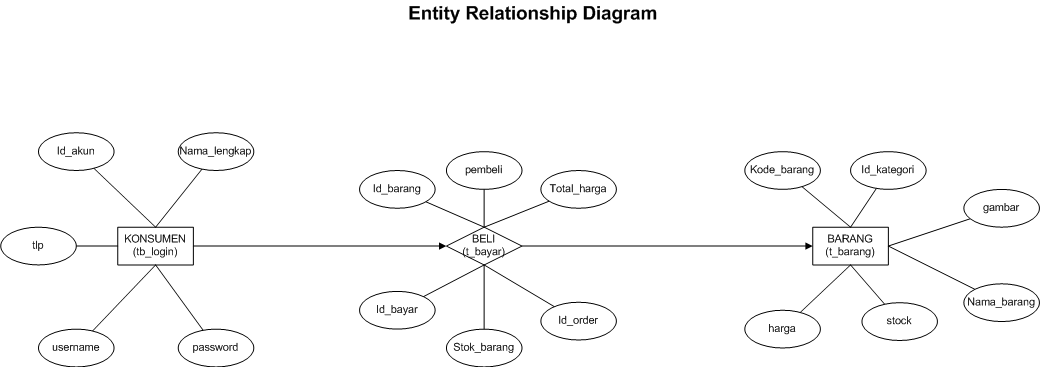 Entity Relationship Diagram
Id_akun
Nama_lengkap
tlp
KONSUMEN
(tb_login)
username
password
Id_barang
pembeli
Total_harga
BELI
(t_bayar)
Id_bayar
Stok_barang
Id_order
Kode_barang
Id_kategori
gambar
BARANG
(t_barang)
Nama_barang
harga
stock